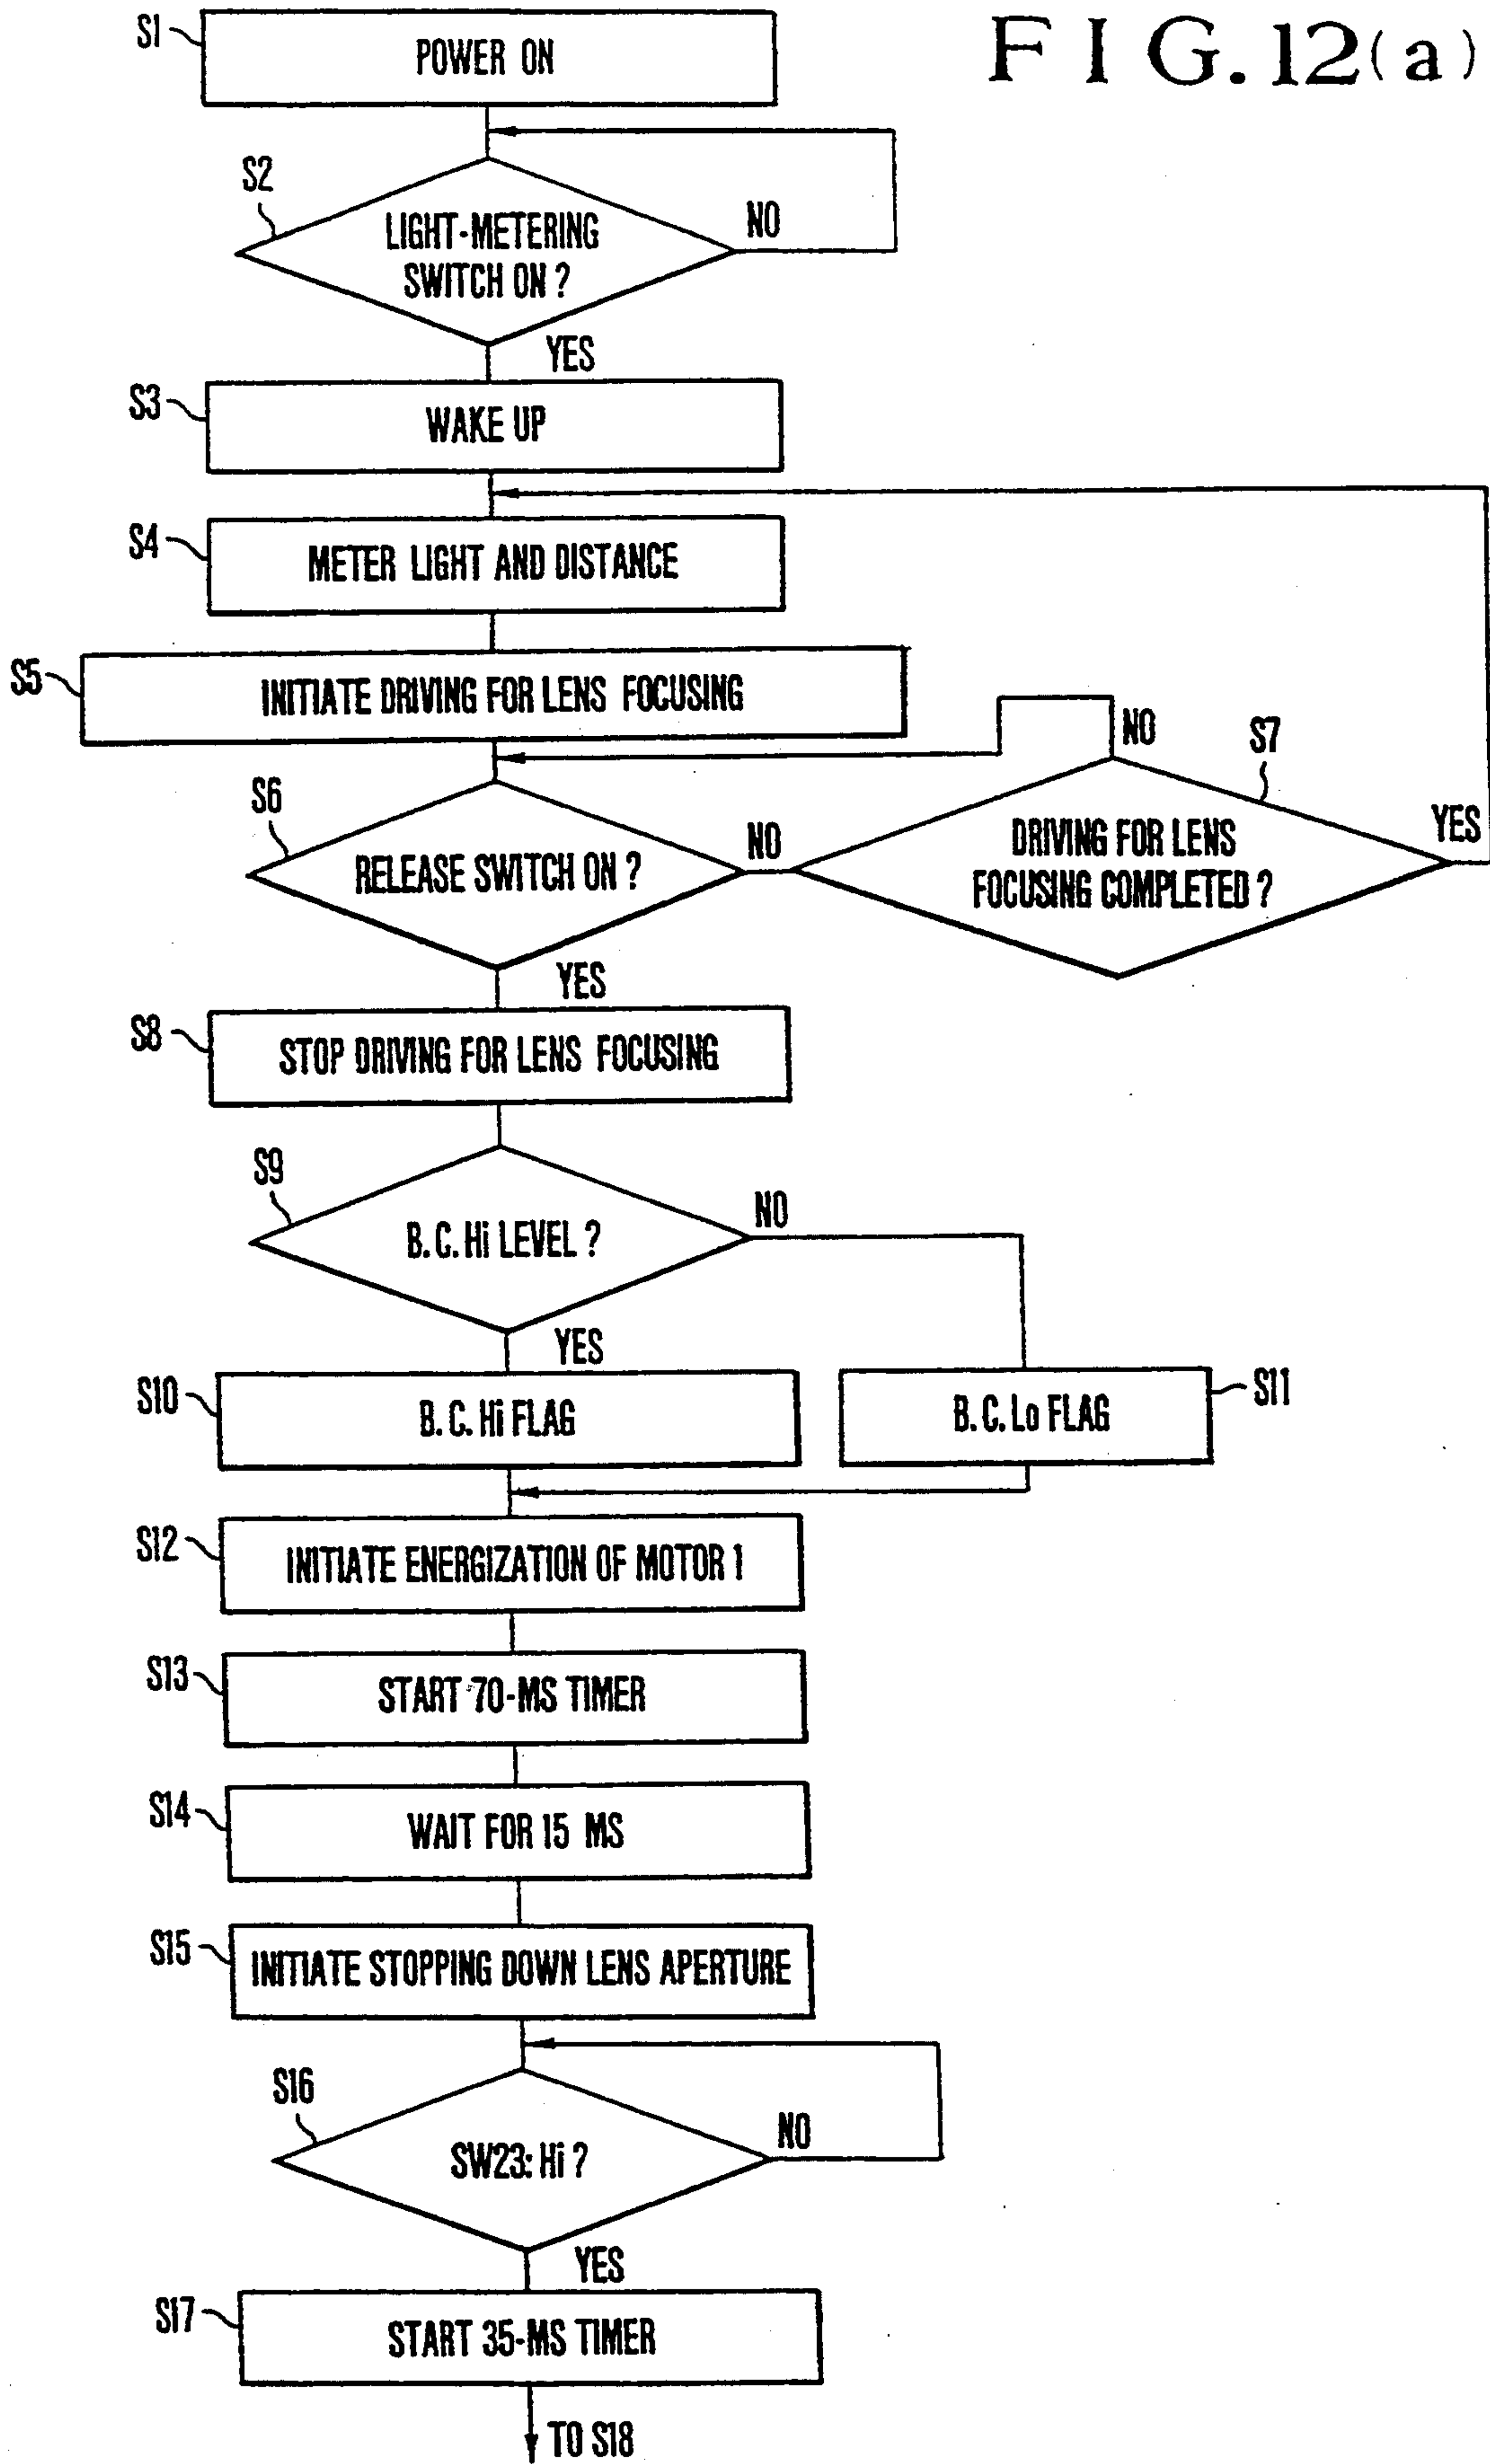 FIG. 12(a)
S1
POWER ON
S2
LIGHT-METERING
SWITCH ON ?
NO
YES
S3
WAKE UP
S4
METER LIGHT AND DISTANCE
S5
INITIATE DRIVING FOR LENS FOCUSING
S6
RELEASE SWITCH ON ?
NO
YES
S7
DRIVING FOR LENS
FOCUSING COMPLETED ?
NO
YES
S8
STOP DRIVING FOR LENS FOCUSING
S9
B. C. Hi LEVEL ?
NO
YES
S10
B. C. Hi FLAG
S11
B. C. Lo FLAG
S12
INITIATE ENERGIZATION OF MOTOR 1
S13
START 70-MS TIMER
S14
WAIT FOR 15 MS
S15
INITIATE STOPPING DOWN LENS APERTURE
S16
SW23: Hi ?
NO
YES
S17
START 35-MS TIMER
TO S18